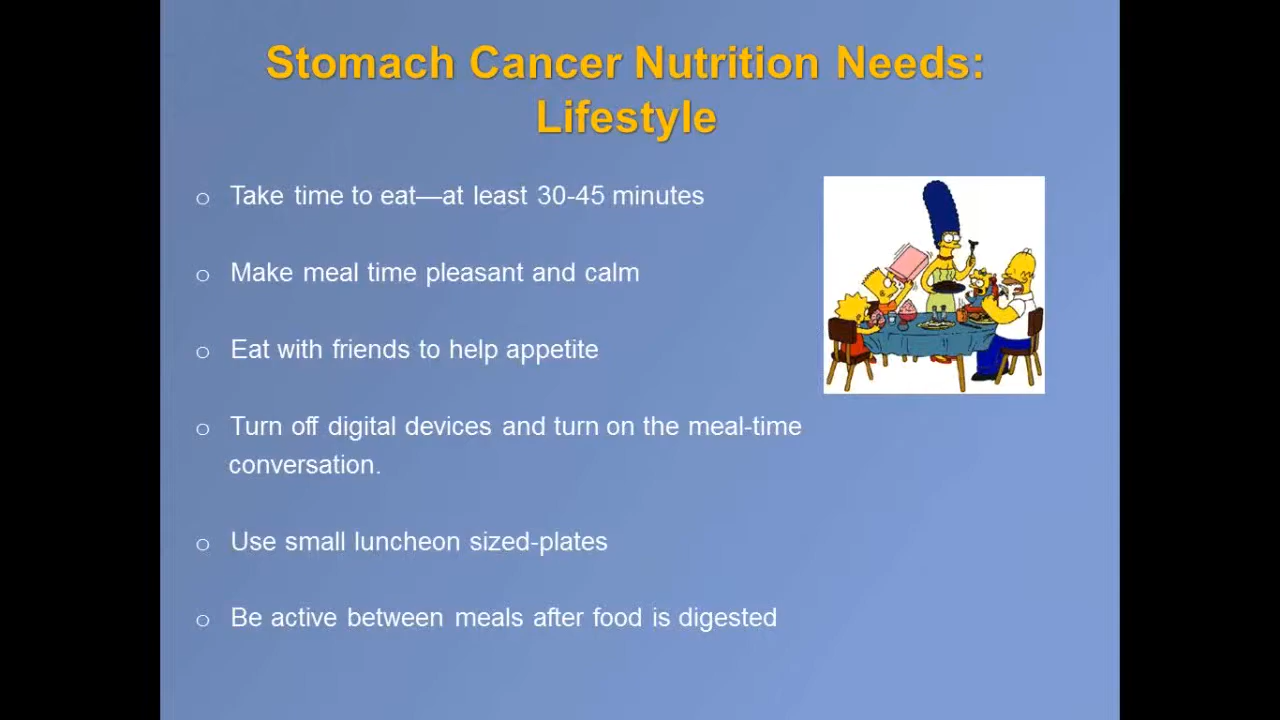 Stomach Cancer Nutrition Needs:
Lifestyle
o Take time to eat—at least 30-45 minutes
o Make meal time pleasant and calm
o Eat with friends to help appetite
o Turn off digital devices and turn on the meal-time
conversation.
o Use small luncheon sized-plates
o Be active between meals after food is digested